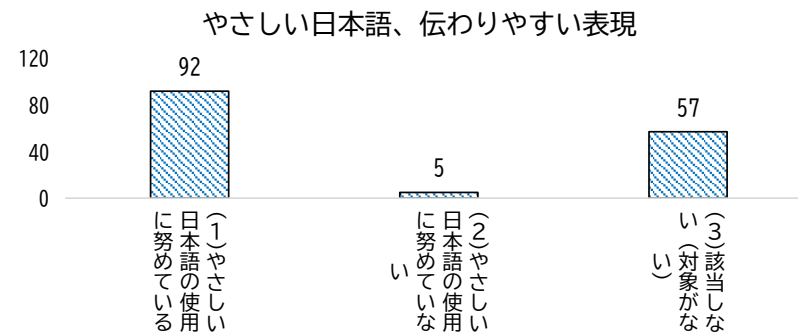 やさしい日本語、伝わりやすい表現
120
80
40
0
92
5
57
(1)やさしい
日本語の使用
に努めている
(2)やさしい
日本語の使用
に努めていな
い
(3)該当しな
い（対象がな
い）